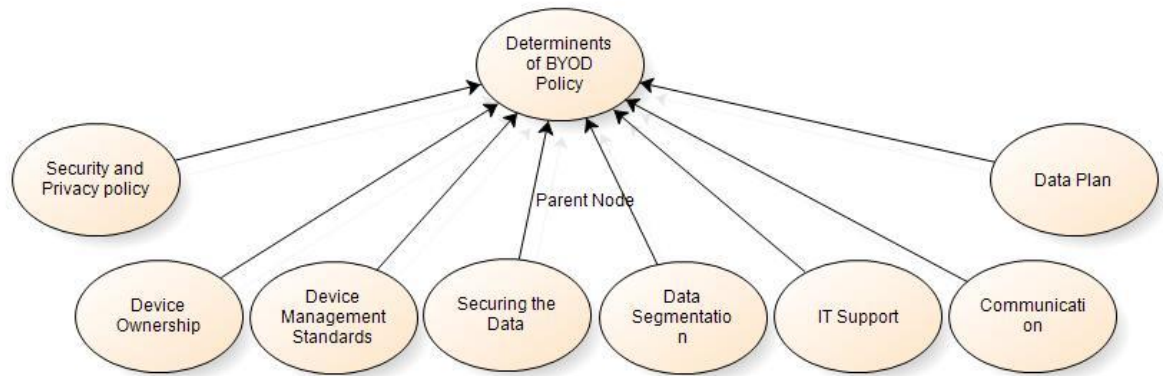 Determinents
of BYOD
Policy
Security and
Privacy policy
Data Plan
Parent Node
Device
Ownership
Device
Management
Standards
Securing the
Data
Data
Segmentatio
n
IT Support
Communicati
on